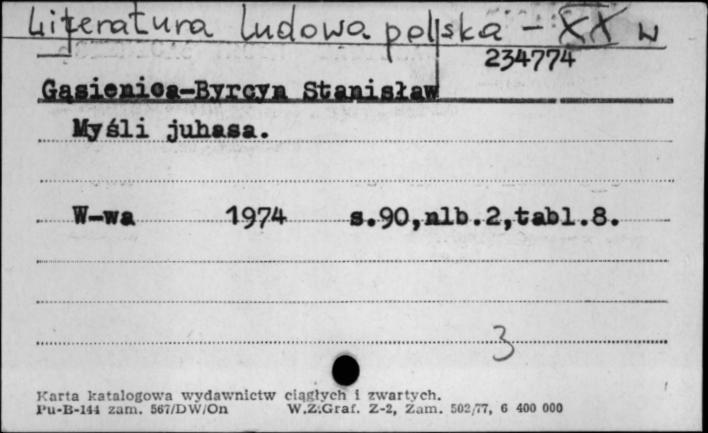 Literatura ludowa polska - XX w
234774
Gąsienica-Byrcyn Stanisław
Myśli juhasa.
W-wa 1974 s.90,nlb.2,tabl.8.
3
Karta katalogowa wydawnictw ciągłych i zwartych.
Pu-B-144 zam. 567/DW/On W.Z.Graf. Z-2, Zam. 502/77, 6 400 000